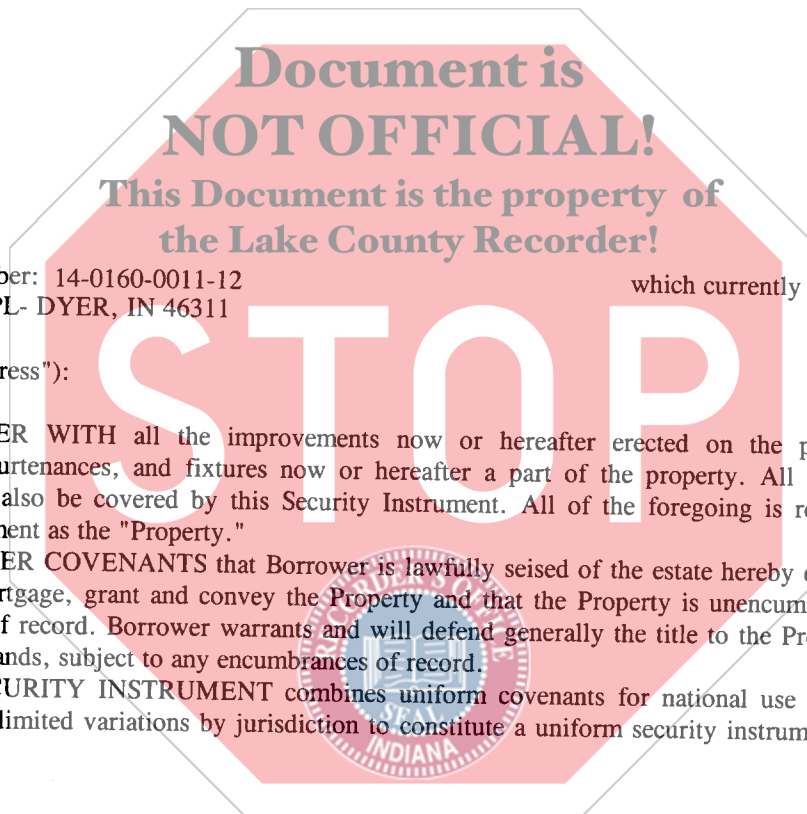 Document is
NOT OFFICIAL!
This Document is the property of
the Lake County Recorder!
ber: 14-0160-0011-12 which currently
PL- DYER, IN 46311
ress"):
STOP
ER WITH all the improvements now or hereafter erected on the p
urtenances, and fixtures now or hereafter a part of the property. All
also be covered by this Security Instrument. All of the foregoing is re
nent as the "Property."
ER COVENANTS that Borrower is lawfully seised of the estate hereby
rtgage, grant and convey the Property and that the Property is unencum
f record. Borrower warrants and will defend generally the title to the Pro
ands, subject to any encumbrances of record.
CURITY INSTRUMENT combines uniform covenants for national use
limited variations by jurisdiction to constitute a uniform security instrum
RECORDER'S OFFICE
SEAL
INDIANA